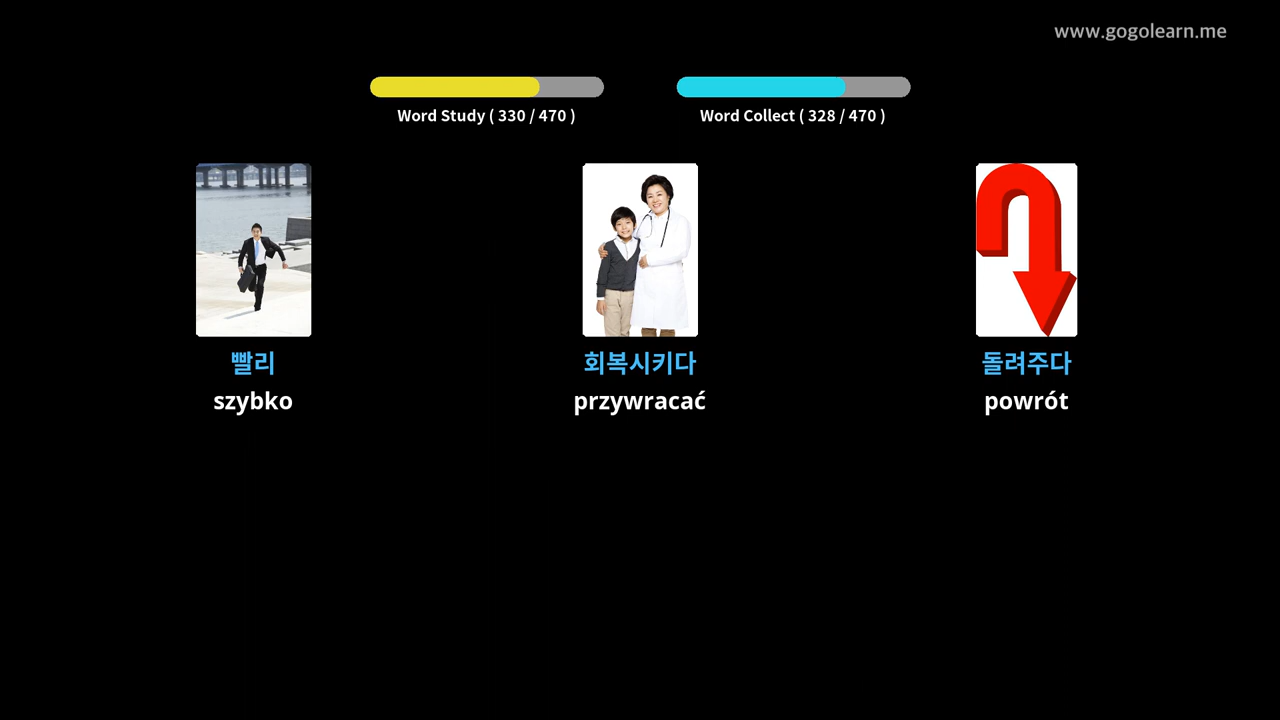 www.gogolearn.me
Word Study ( 330 / 470 )
Word Collect ( 328 / 470 )
빨리
szybko
회복시키다
przywracać
돌려주다
powrót